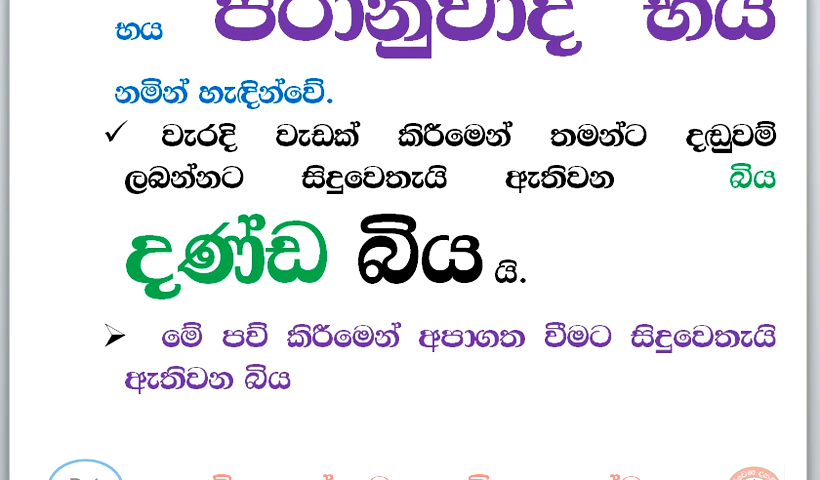 භය පරානුවාද භය
නමින් හැඳින්වේ.
✓ වැරදි වැඩක් කිරීමෙන් තමන්ට දඬුවම්
ලබන්නට සිදුවෙතැයි ඇතිවන බිය
දණ්ඩ බිය යි.
➢ මේ පව් කිරීමෙන් අපාගත වීමට සිදුවෙතැයි
ඇතිවන බිය